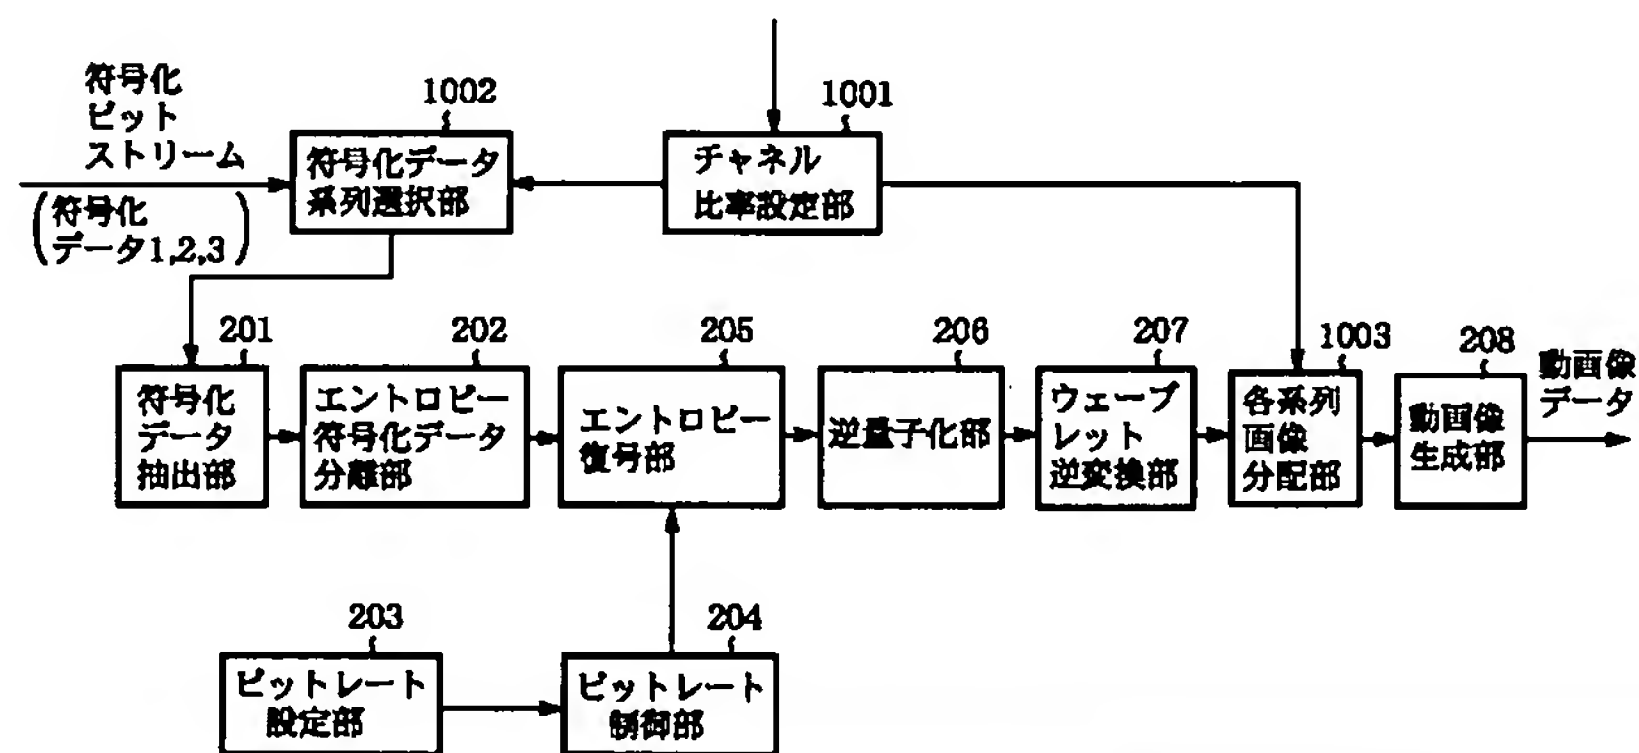 符号化
ビット
ストリーム
(符号化
データ1,2,3)
1002
符号化データ
系列選択部
1001
チャネル
比率設定部
201
符号化
データ
抽出部
202
エントロピー
符号化データ
分離部
205
エントロピー
復号部
206
逆量子化部
207
ウェーブ
レット
逆変換部
1003
各系列
画像
分配部
208
動画像
生成部
動画像
データ
203
ビットレート
設定部
204
ビットレート
制御部